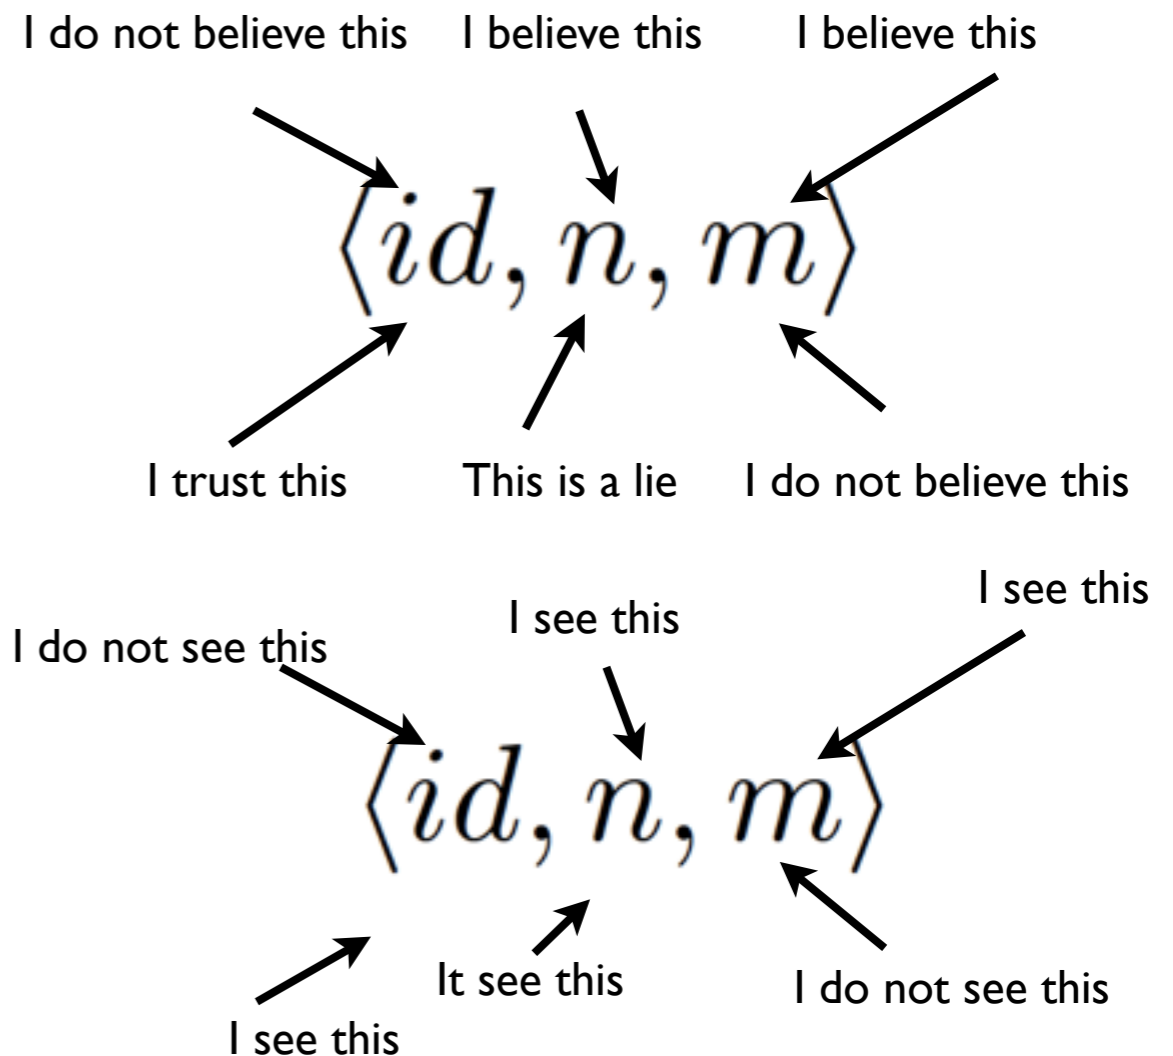 I do not believe this I believe this I believe this
⟨id, n, m⟩
I trust this This is a lie I do not believe this
I see this
I see this
I do not see this
⟨id, n, m⟩
It see this I do not see this
I see this